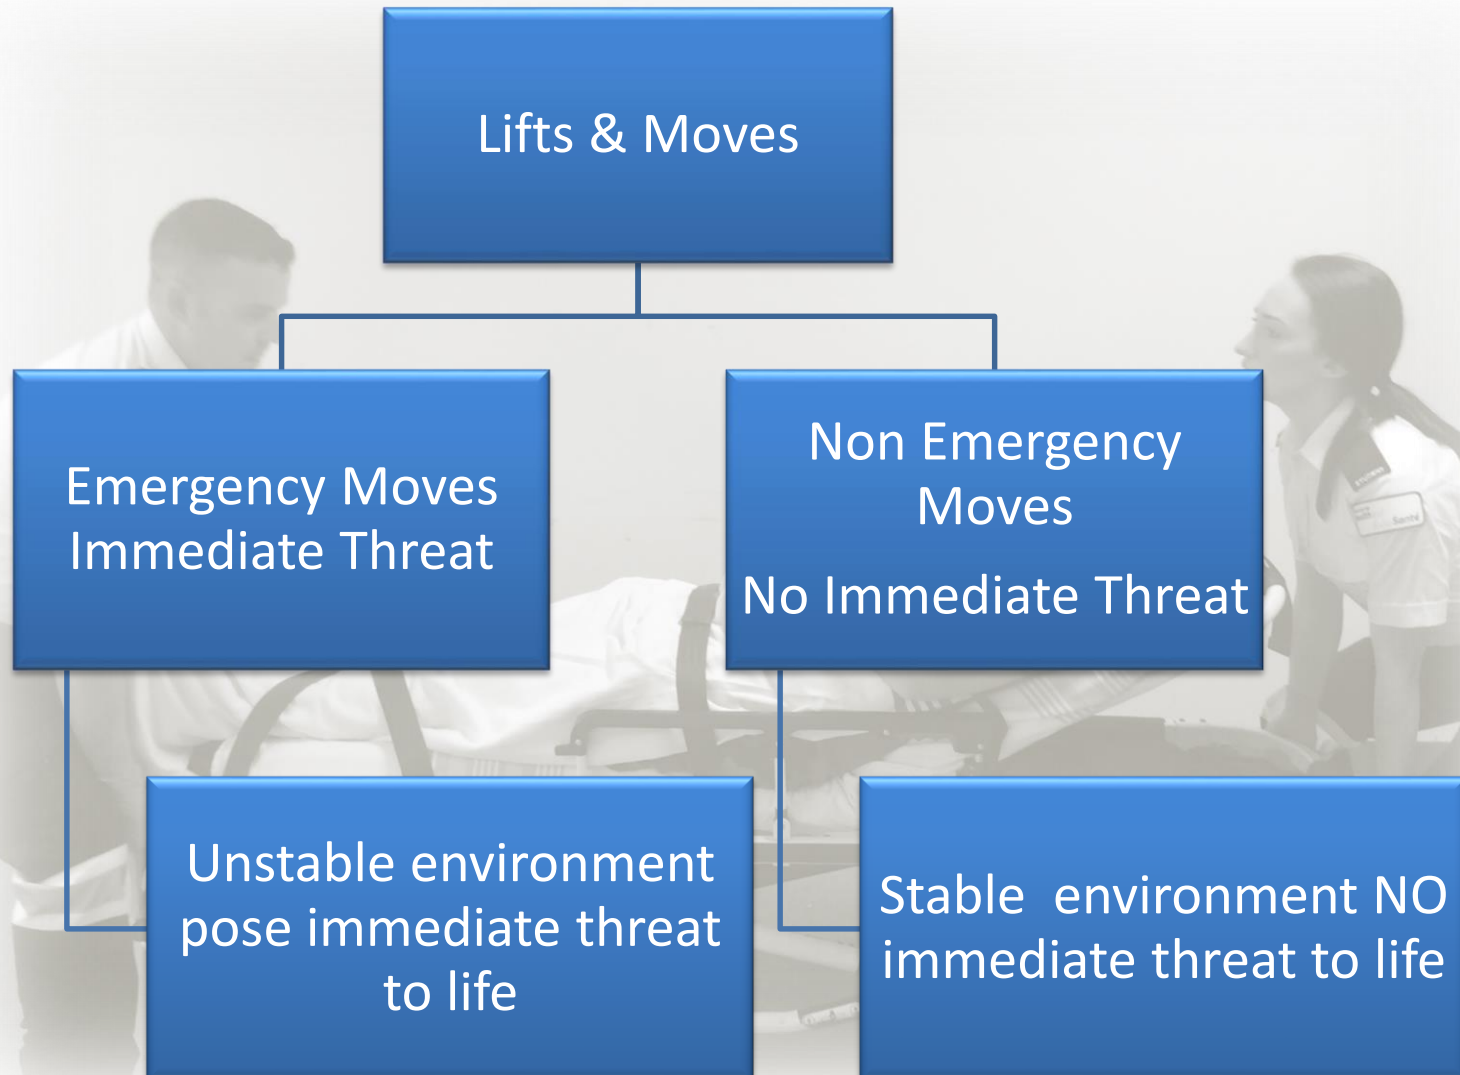 Lifts & Moves
Emergency Moves
Immediate Threat
Non Emergency
Moves
No Immediate Threat
Unstable environment
pose immediate threat
to life
Stable  environment NO
immediate threat to life
Santé